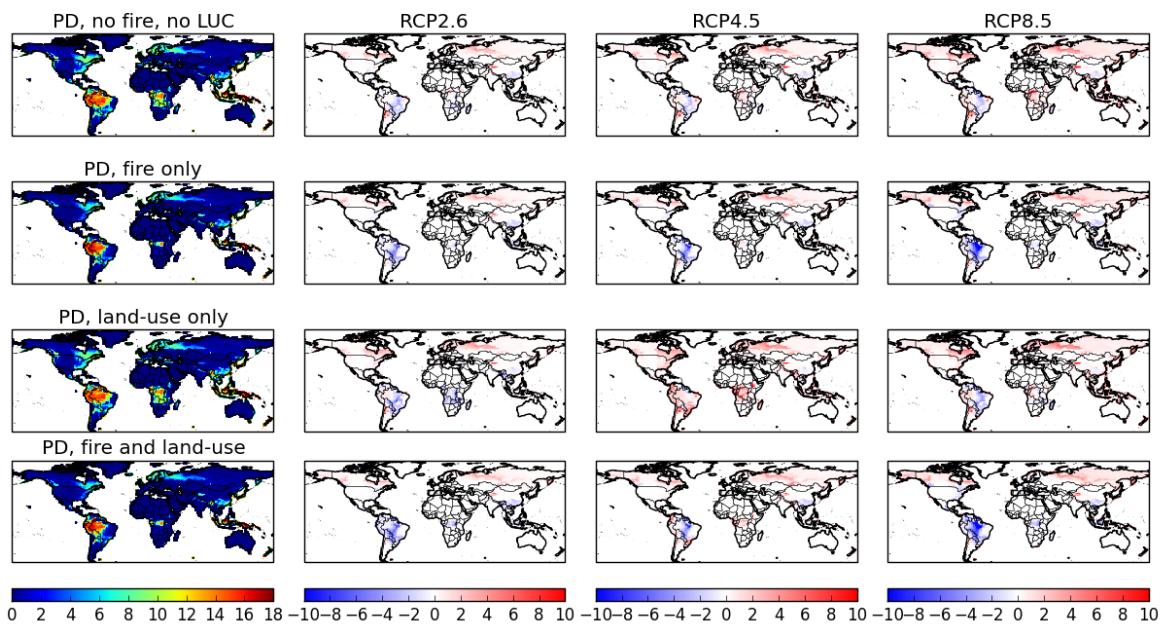 PD, no fire, no LUC RCP2.6 RCP4.5 RCP8.5
PD, fire only
PD, land-use only
PD, fire and land-use
0 2 4 6 8 10 12 14 16 18 −10−8 −6 −4 −2 0 2 4 6 8 10 −10−8 −6 −4 −2 0 2 4 6 8 10 −10−8 −6 −4 −2 0 2 4 6 8 10